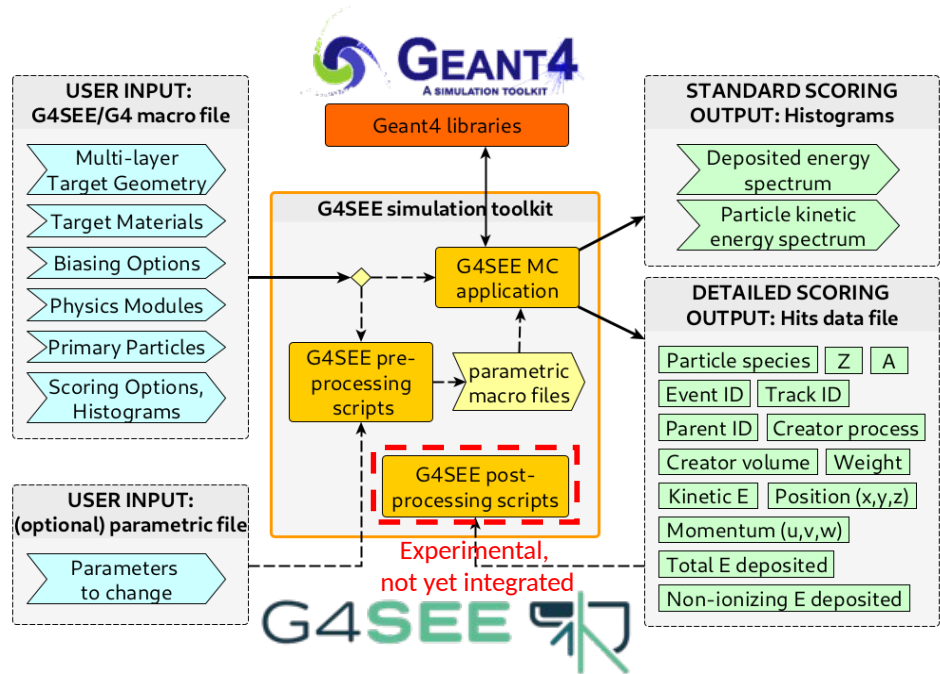 GEANT4
A SIMULATION TOOLKIT
Geant4 libraries
USER INPUT:
G4SEE/G4 macro file
Multi-layer
Target Geometry
Target Materials
Biasing Options
Physics Modules
Primary Particles
Scoring Options,
Histograms
USER INPUT:
(optional) parametric file
Parameters
to change
G4SEE simulation toolkit
G4SEE MC
application
G4SEE pre-
processing
scripts
parametric
macro files
G4SEE post-
processing scripts
Experimental,
not yet integrated
STANDARD SCORING
OUTPUT: Histograms
Deposited energy
spectrum
Particle kinetic
energy spectrum
DETAILED SCORING
OUTPUT: Hits data file
Particle species Z A
Event ID Track ID
Parent ID Creator process
Creator volume Weight
Kinetic E Position (x,y,z)
Momentum (u,v,w)
Total E deposited
Non-ionizing E deposited
G4SEE